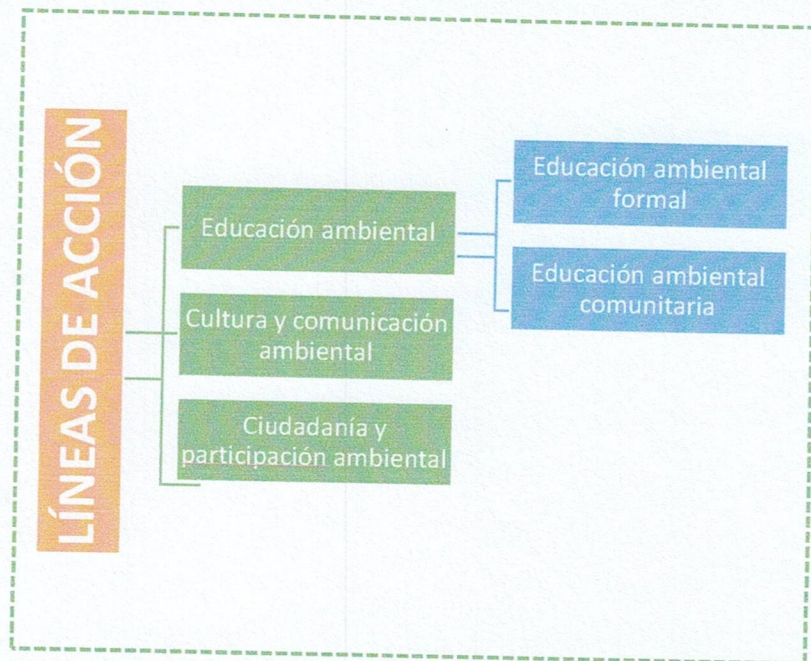 LÍNEAS DE ACCIÓN
Educación ambiental
Cultura y comunicación
ambiental
Ciudadanía y
participación ambiental
Educación ambiental
formal
Educación ambiental
comunitaria